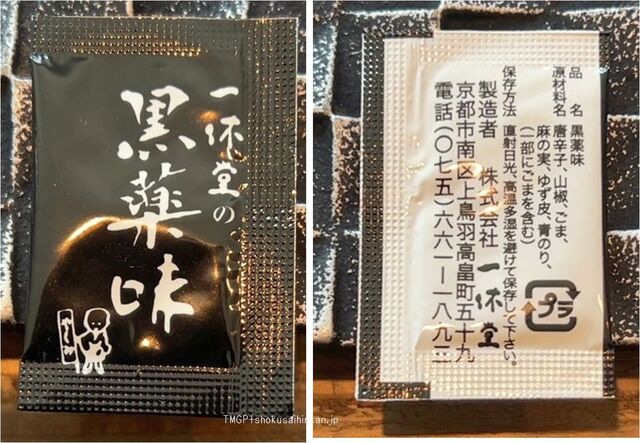 一休堂の
黒薬味
品名 黒薬味
原材料名 唐辛子、山椒、ごま、
麻の実、ゆず皮、青のり、
(一部にごまを含む)
保存方法 直射日光、高温多湿を避けて保存して下さい。
製造者 株式会社 一休堂
京都市南区上鳥羽高畠町五十九
電話(〇七五)六六一ー一八九二
プラ
TMGP†shokusaihinkan.jp